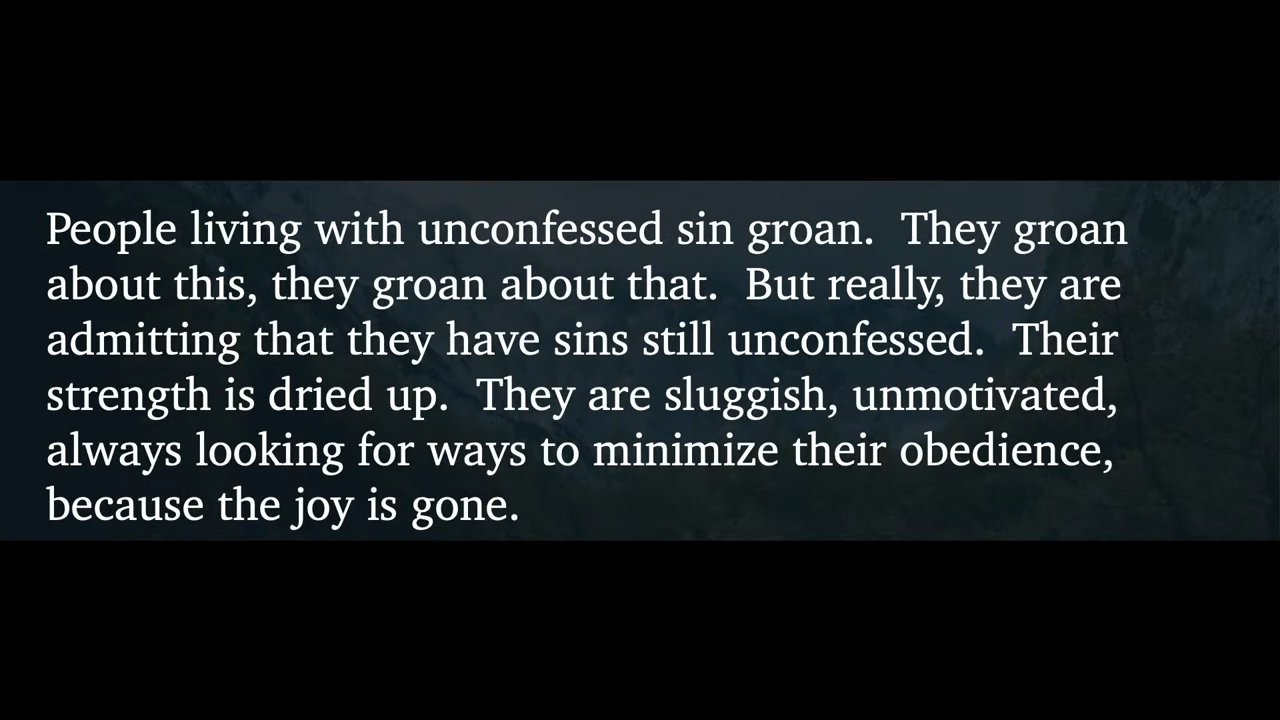 People living with unconfessed sin groan.  They groan
about this, they groan about that.  But really, they are
admitting that they have sins still unconfessed.  Their
strength is dried up.  They are sluggish, unmotivated,
always looking for ways to minimize their obedience,
because the joy is gone.